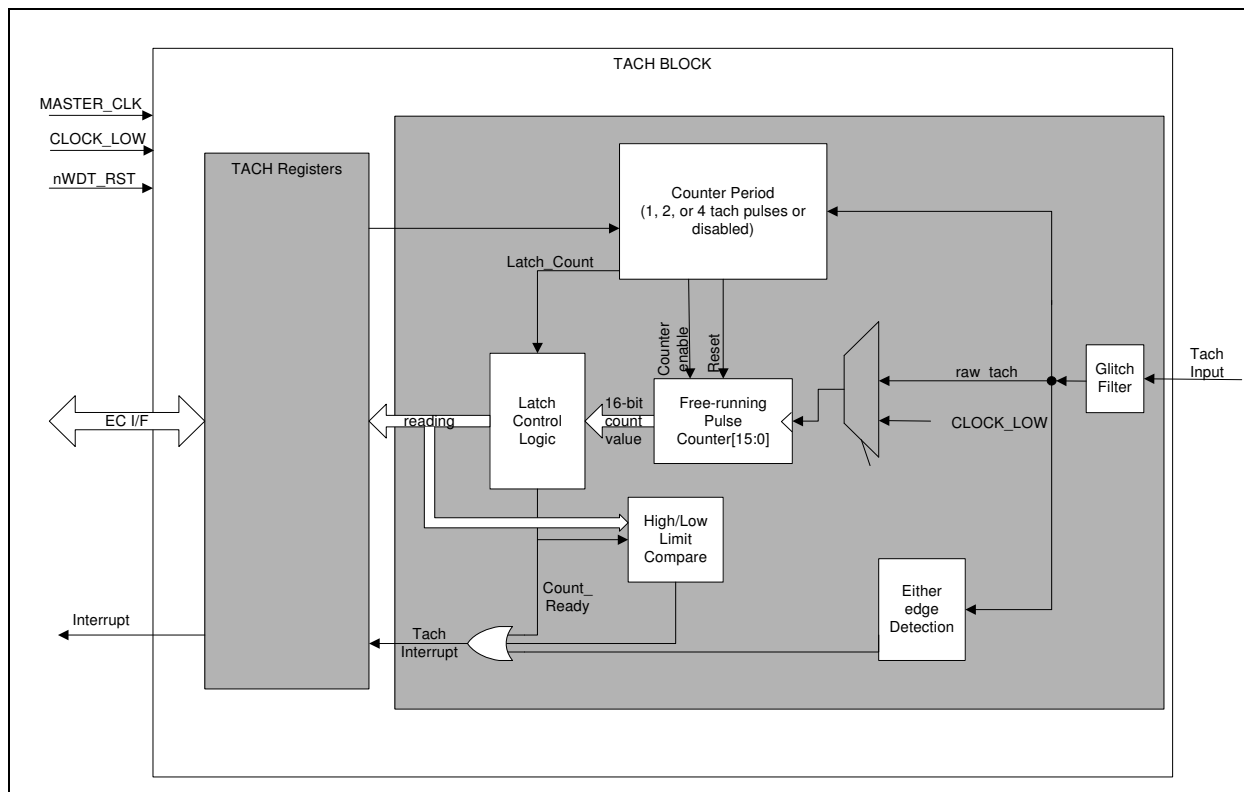 TACH BLOCK
MASTER_CLK
CLOCK_LOW
nWDT_RST
TACH Registers
Counter Period
(1, 2, or 4 tach pulses or
disabled)
Latch_Count
Counter
enable
Reset
Glitch
Filter
Tach
Input
raw_tach
EC I/F
reading
Latch
Control
Logic
16-bit
count
value
Free-running
Pulse
Counter[15:0]
CLOCK_LOW
High/Low
Limit
Compare
Count_
Ready
Either
edge
Detection
Interrupt
Tach
Interrupt